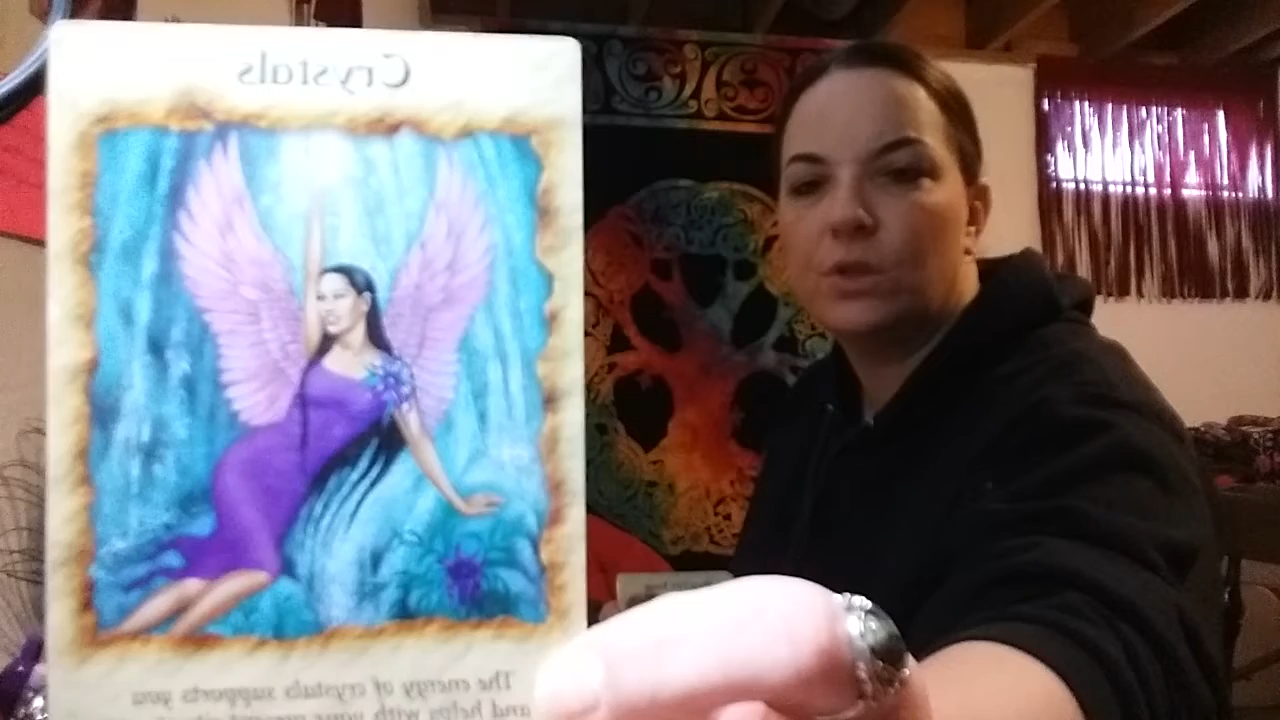 Crystals
The energy of crystals supports you
and helps with your